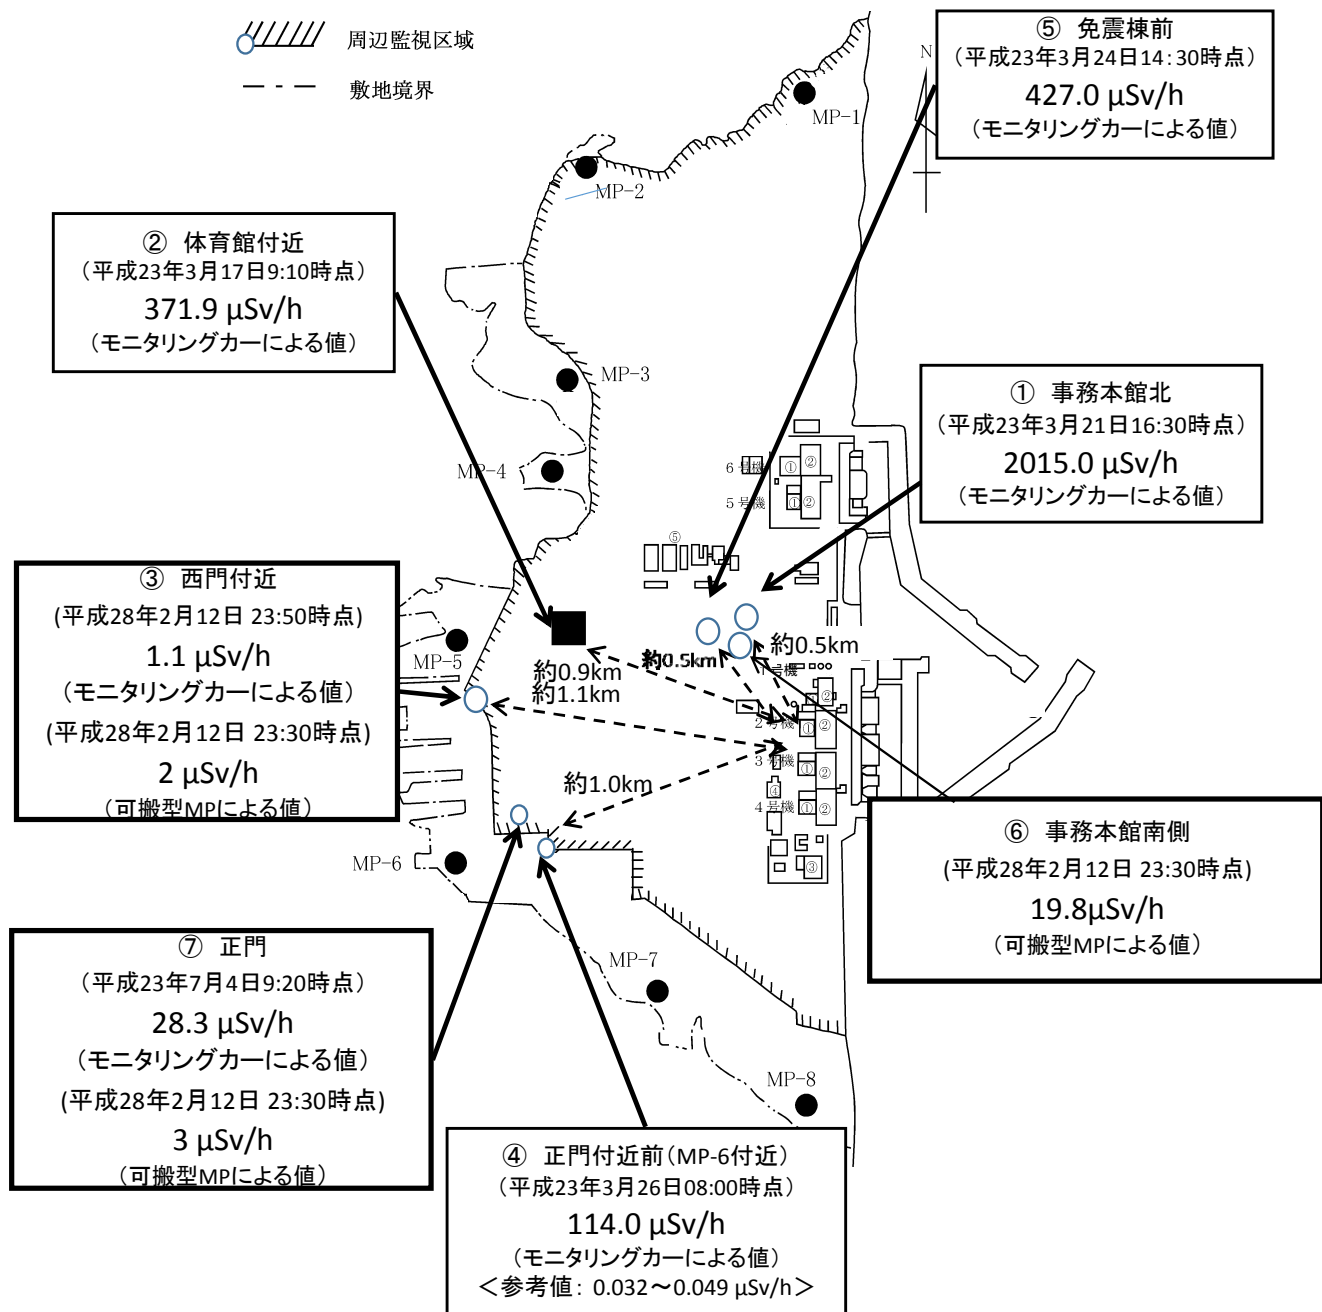 周辺監視区域
敷地境界
⑤ 免震棟前
（平成23年3月24日14：30時点）
427.0 μSv/h
（モニタリングカーによる値）
N
MP-1
MP-2
② 体育館付近
（平成23年3月17日9:10時点）
371.9 μSv/h
（モニタリングカーによる値）
MP-3
① 事務本館北
（平成23年3月21日16:30時点）
2015.0 μSv/h
（モニタリングカーによる値）
MP-4
6号機
① ②
5号機
① ②
⑤
③ 西門付近
(平成28年2月12日 23:50時点)
1.1 μSv/h
（モニタリングカーによる値）
(平成28年2月12日 23:30時点)
2 μSv/h
（可搬型MPによる値）
MP-5
約0.9km
約1.1km
約0.5km
約0.5km
1号機
②
2号機
① ②
3号機
① ②
④
4号機
① ②
③
約1.0km
MP-6
⑥ 事務本館南側
(平成28年2月12日 23:30時点)
19.8μSv/h
（可搬型MPによる値）
⑦ 正門
（平成23年7月4日9:20時点）
28.3 μSv/h
（モニタリングカーによる値）
(平成28年2月12日 23:30時点)
3 μSv/h
（可搬型MPによる値）
MP-7
MP-8
④ 正門付近前（MP-6付近）
（平成23年3月26日08:00時点）
114.0 μSv/h
（モニタリングカーによる値）
＜参考値：0.032～0.049 μSv/h＞